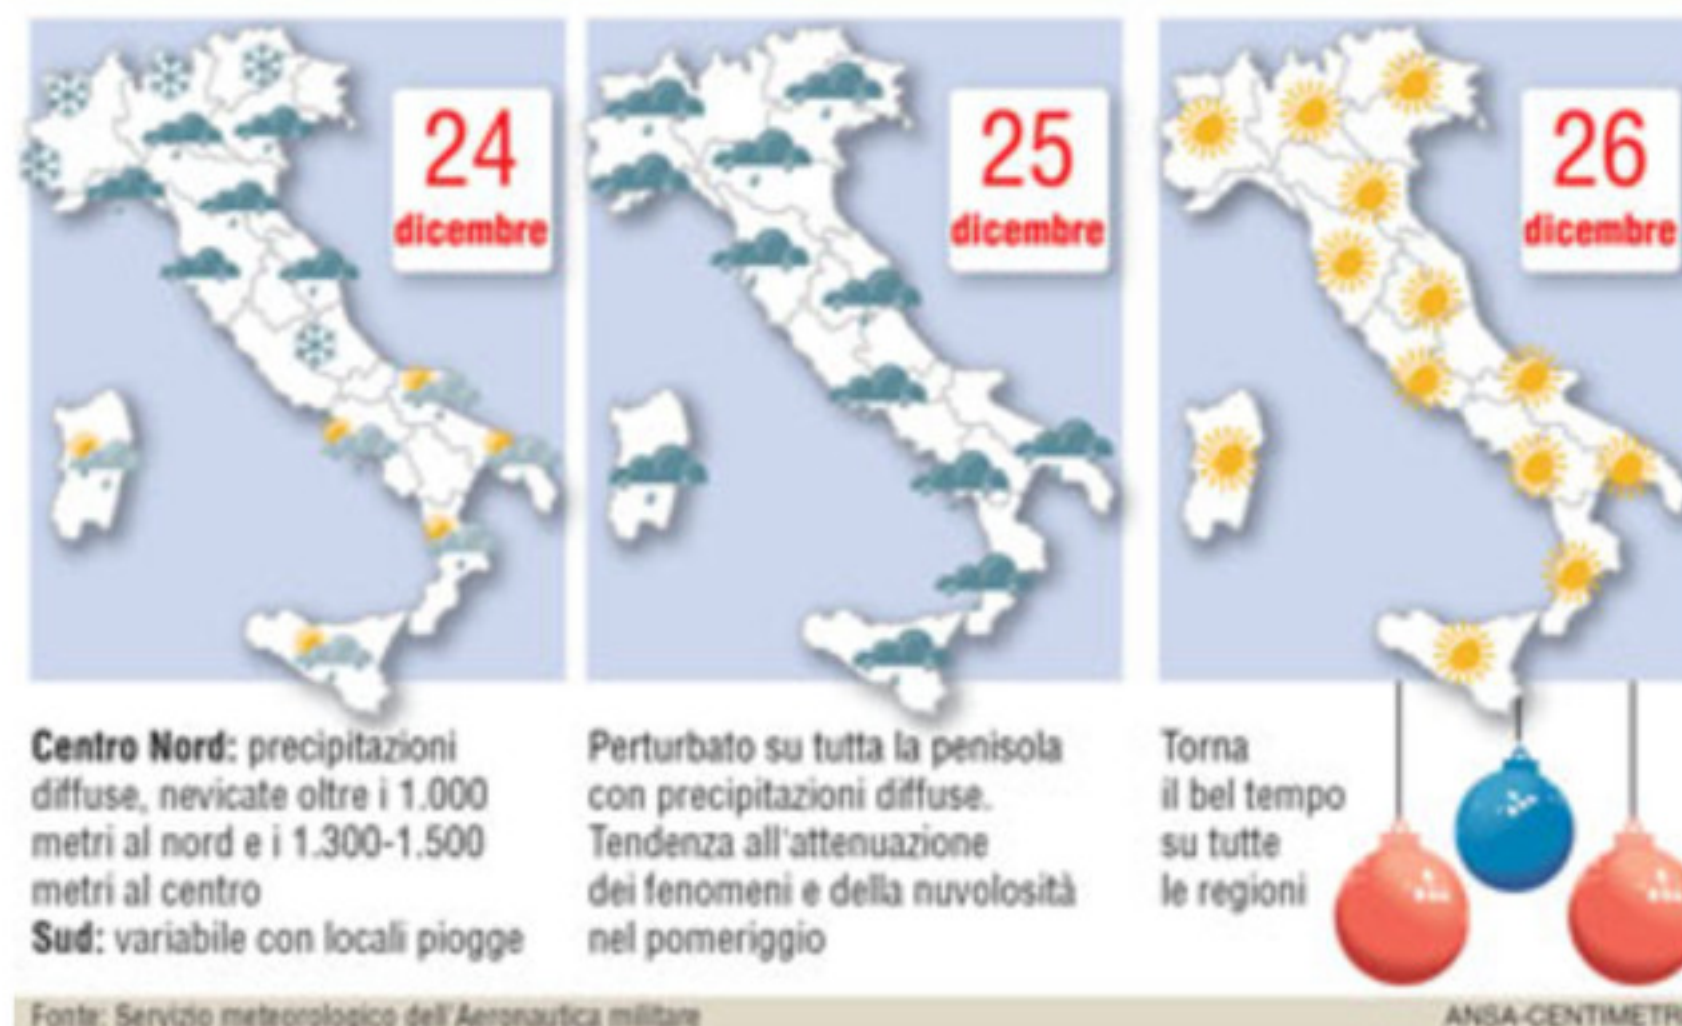 24
dicembre
25
dicembre
26
dicembre
Centro Nord: precipitazioni
diffuse, nevicate oltre i 1.000
metri al nord e i 1.300-1.500
metri al centro
Sud: variabile con locali piogge
Perturbato su tutta la penisola
con precipitazioni diffuse.
Tendenza all'attenuazione
dei fenomeni e della nuvolosità
nel pomeriggio
Torna
il bel tempo
su tutte
le regioni
Fonte: Servizio meteorologico dell'Aeronautica militare
ANSA-CENTIMETR